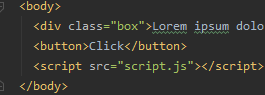 <body>
<div class="box">Lorem ipsum dolo
<button>Click</button>
<script src="script.js"></script>
</body>